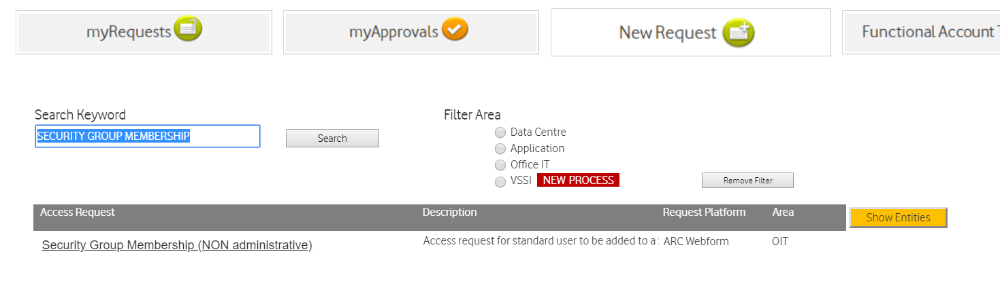 myRequests
myApprovals
New Request
Functional Account
Search Keyword
Filter Area
SECURITY GROUP MEMBERSHIP
Search
Data Centre
Application
Office IT
VSSI NEW PROCESS
Remove Filter
Access Request Description Request Platform Area
Show Entities
Security Group Membership (NON administrative) Access request for standard user to be added to a ARC Webform OIT